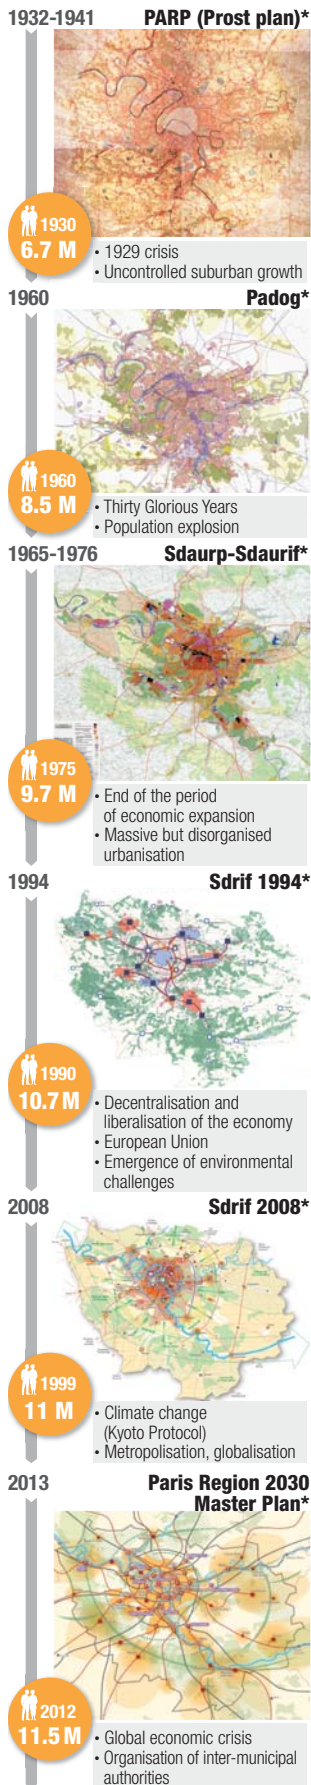 1932-1941 PARP (Prost plan)*
1930
6.7 M
• 1929 crisis
• Uncontrolled suburban growth
1960 Padog*
1960
8.5 M
• Thirty Glorious Years
• Population explosion
1965-1976 Sdaurp-Sdaurif*
1975
9.7 M
• End of the period
of economic expansion
• Massive but disorganised
urbanisation
1994 Sdrif 1994*
1990
10.7 M
• Decentralisation and
liberalisation of the economy
• European Union
• Emergence of environmental
challenges
2008 Sdrif 2008*
1999
11 M
• Climate change
(Kyoto Protocol)
• Metropolisation, globalisation
2013 Paris Region 2030
Master Plan*
2012
11.5 M
• Global economic crisis
• Organisation of inter-municipal
authorities